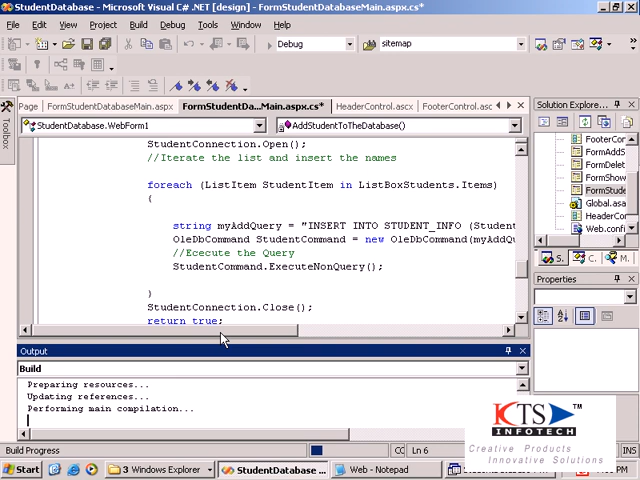 StudentDatabase - Microsoft Visual C# .NET [design] - FormStudentDatabaseMain.aspx.cs*
File Edit View Project Build Debug Tools Window Help
Debug sitemap
Page FormStudentDatabaseMain.aspx FormStudentDa...Main.aspx.cs* HeaderControl.ascx FooterControl.asc
Solution Explore...
Toolbox
StudentDatabase.WebForm1 AddStudentToTheDatabase()
StudentConnection.Open();
//Iterate the list and insert the names
foreach (ListItem StudentItem in ListBoxStudents.Items)
{
string myAddQuery = "INSERT INTO STUDENT_INFO (Student
OleDbCommand StudentCommand = new OleDbCommand(myAddQu
//Ececute the Query
StudentCommand.ExecuteNonQuery();
}
StudentConnection.Close();
return true;
FooterCon
FormAddS
FormDelet
FormShow
FormStude
Global.asa
HeaderCo
Web.confi
S. C. M.
Properties
Output
Build
Preparing resources...
Updating references...
Performing main compilation...
KTS TM
INFOTECH
Creative Products
Innovative Solutions
Build Progress Ln 6 INS
Start 3 Windows Explorer StudentDatabase ... Web - Notepad